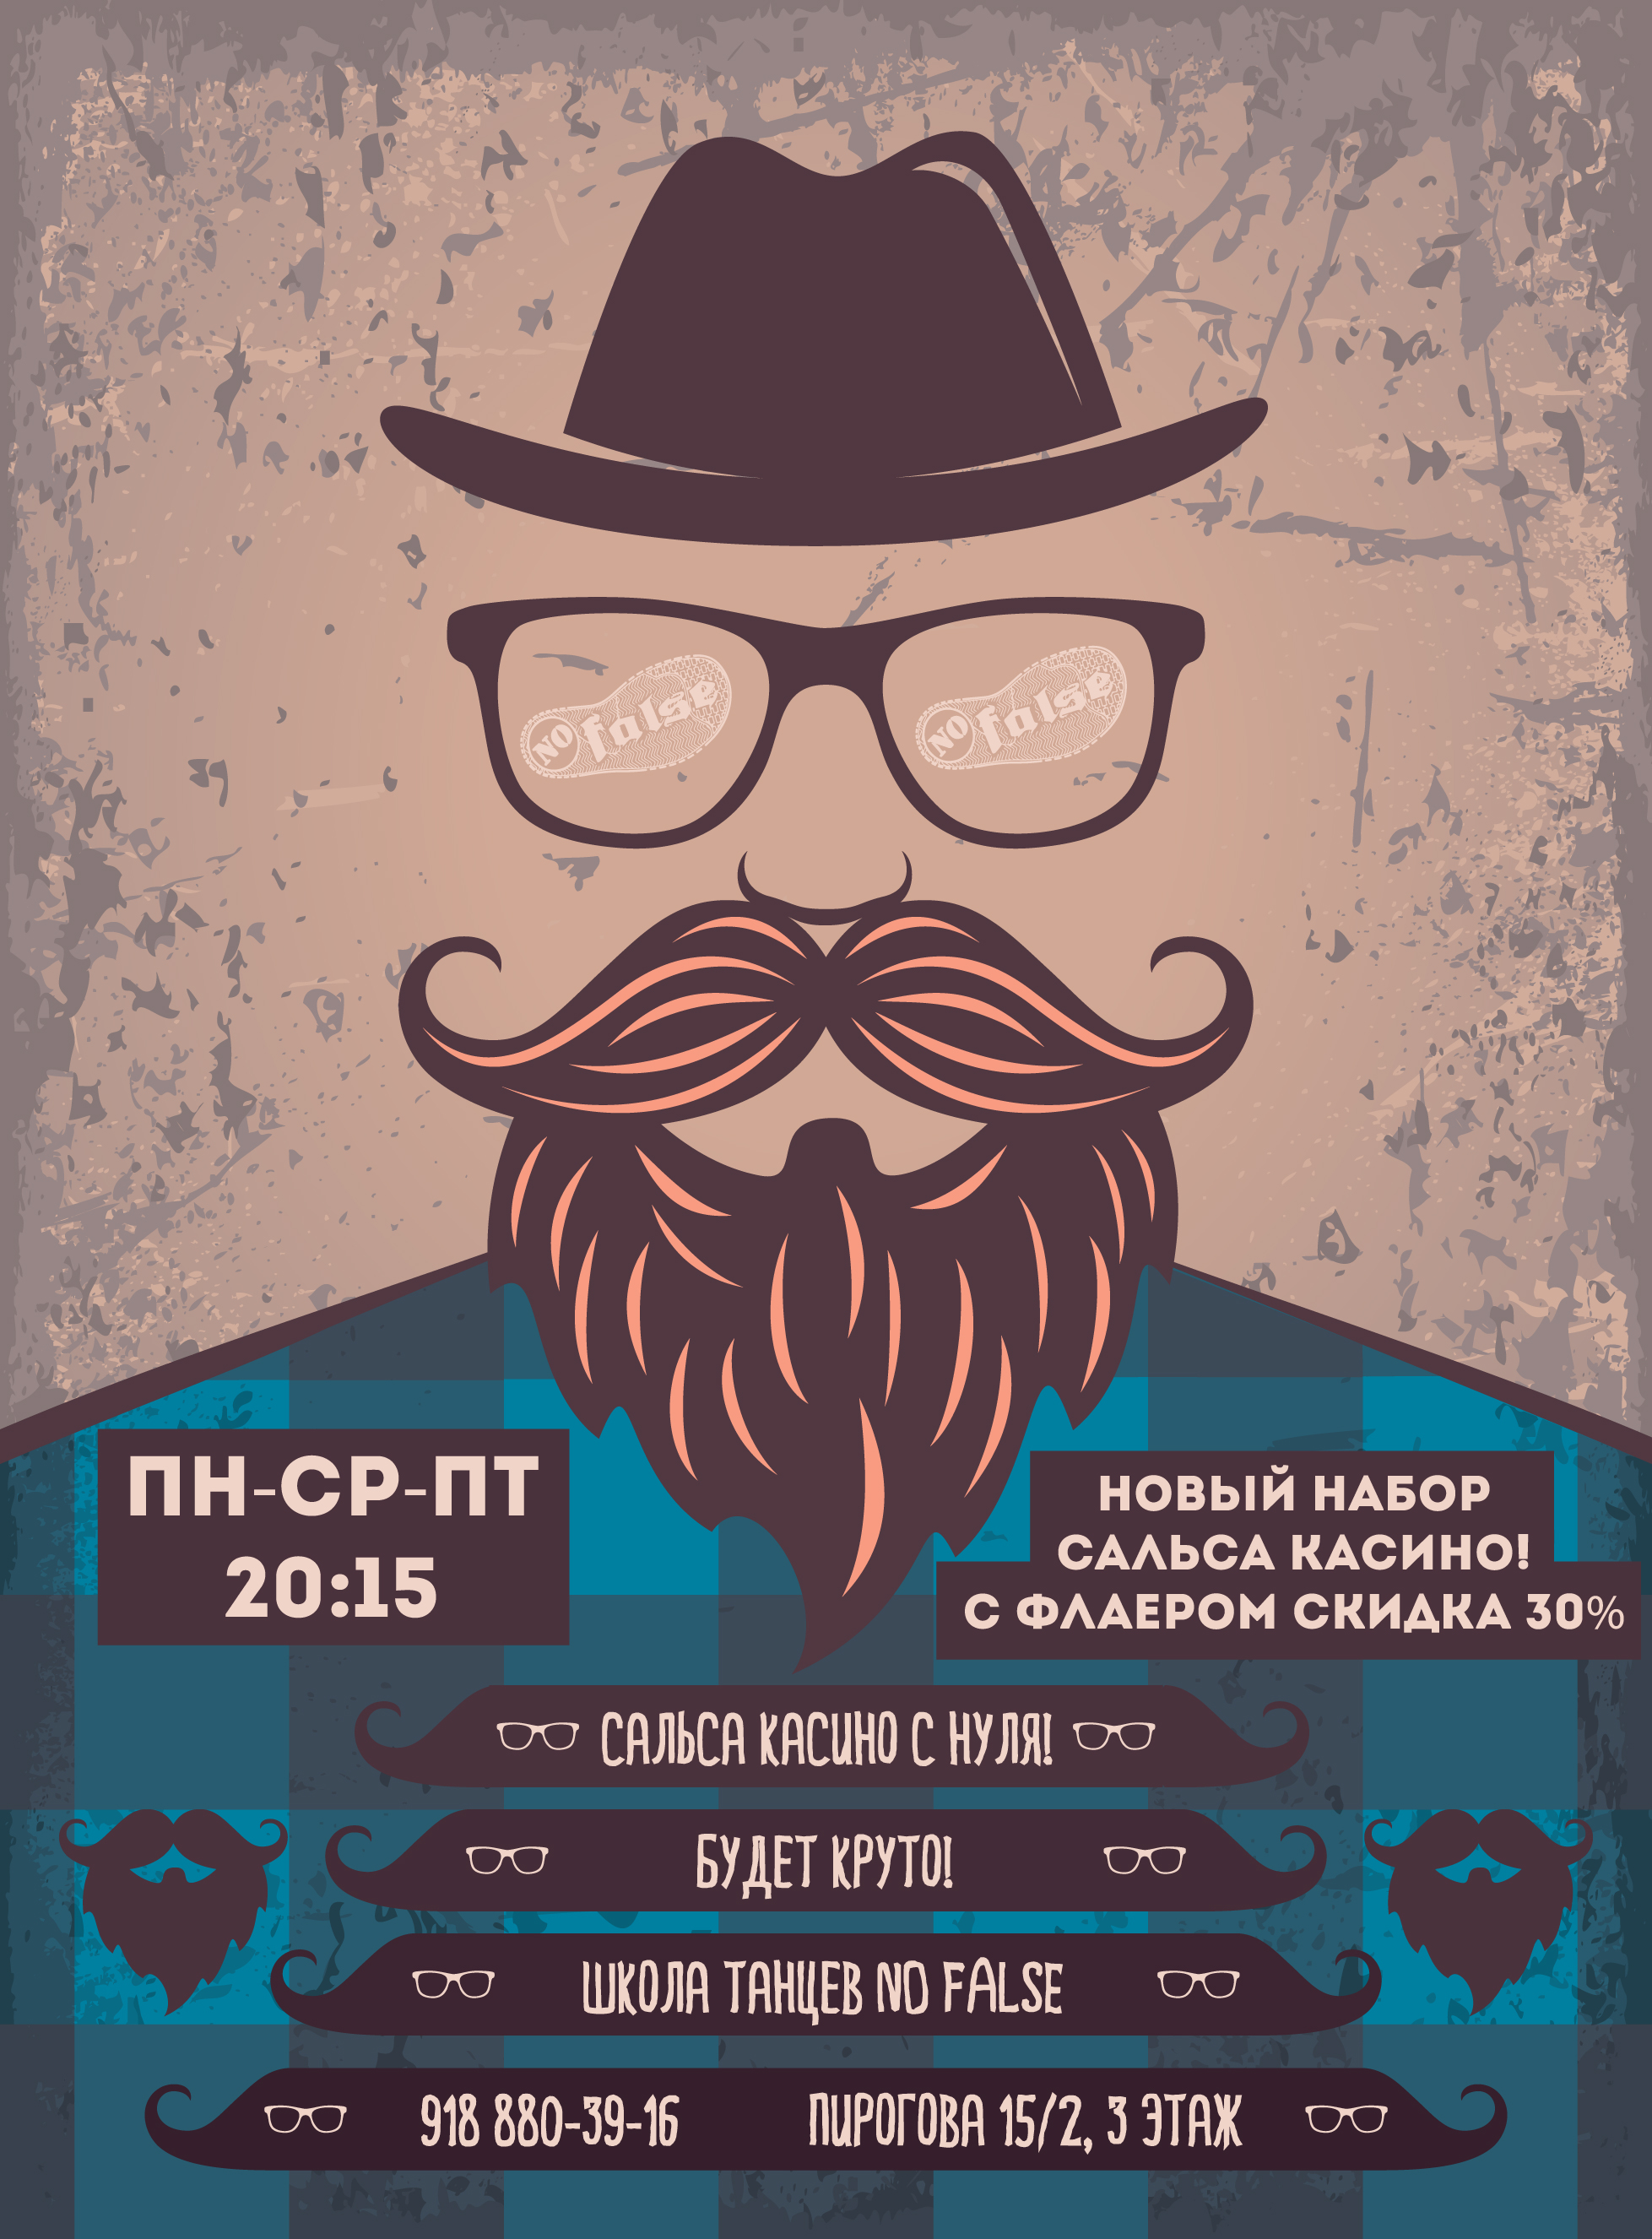 NO false
NO false
ПН-СР-ПТ
20:15
НОВЫЙ НАБОР
САЛЬСА КАСИНО!
С ФЛАЕРОМ СКИДКА 30%
САЛЬСА КАСИНО С НУЛЯ!
БУДЕТ КРУТО!
ШКОЛА ТАНЦЕВ NO FALSE
918 880-39-16 ПИРОГОВА 15/2, 3 ЭТАЖ